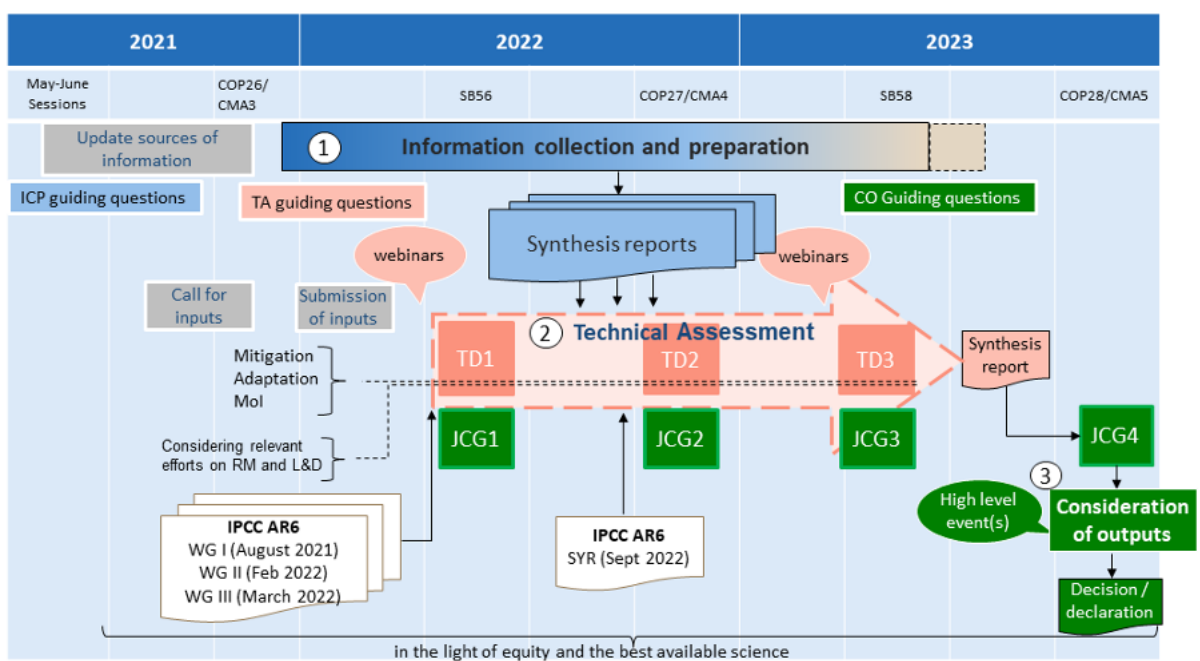 2021
2022
2023
May-June
Sessions
COP26/
CMA3
SB56
COP27/CMA4
SB58
COP28/CMA5
Update sources of
information
1
Information collection and preparation
ICP guiding questions
TA guiding questions
CO Guiding questions
Synthesis reports
webinars
webinars
Call for
inputs
Submission
of inputs
2
Technical Assessment
TD1
TD2
TD3
Mitigation
Adaptation
MoI
Synthesis
report
Considering relevant
efforts on RM and L&D
JCG1
JCG2
JCG3
JCG4
3
High level
event(s)
Consideration
of outputs
IPCC AR6
WG I (August 2021)
WG II (Feb 2022)
WG III (March 2022)
IPCC AR6
SYR (Sept 2022)
Decision /
declaration
in the light of equity and the best available science